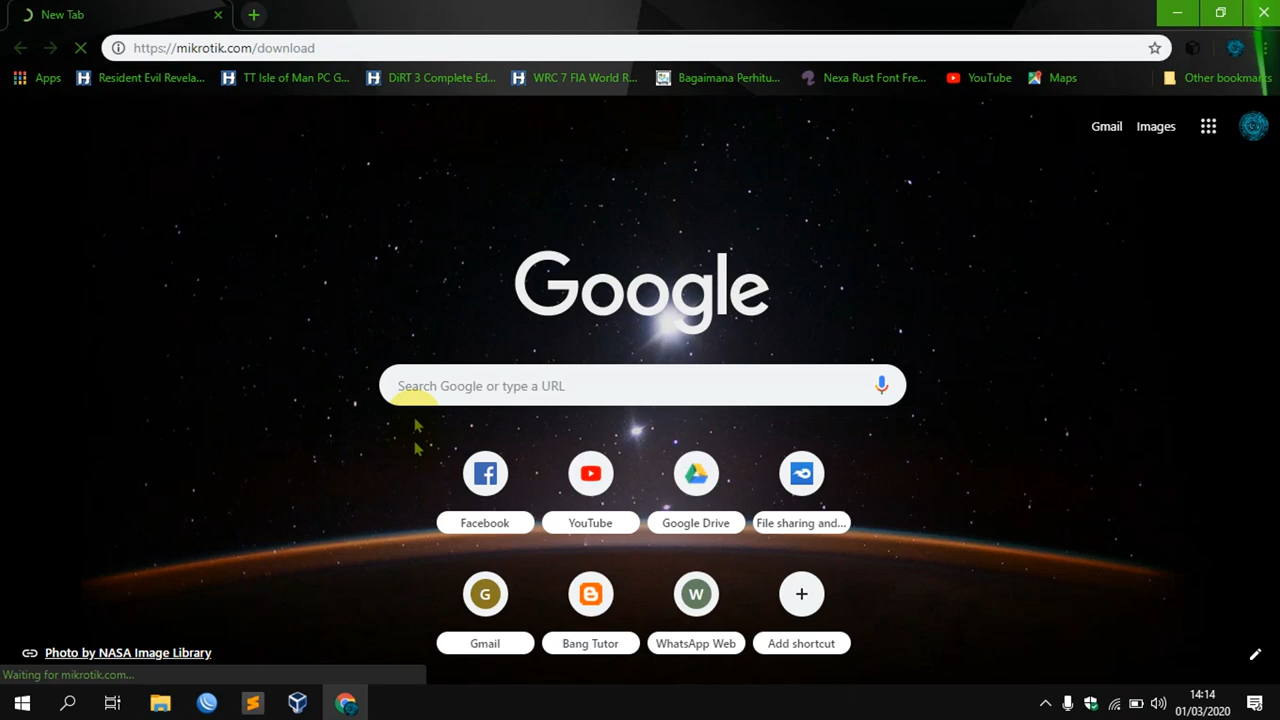 New Tab
https://mikrotik.com/download
Apps
Resident Evil Revela...
TT Isle of Man PC G...
DiRT 3 Complete Ed...
WRC 7 FIA World R...
Bagaimana Perhitu...
Nexa Rust Font Fre...
YouTube
Maps
Other bookmarks
Gmail
Images
Google
Search Google or type a URL
Facebook
YouTube
Google Drive
File sharing and...
G
W
Gmail
Bang Tutor
WhatsApp Web
Add shortcut
Photo by NASA Image Library
Waiting for mikrotik.com...
14:14
01/03/2020